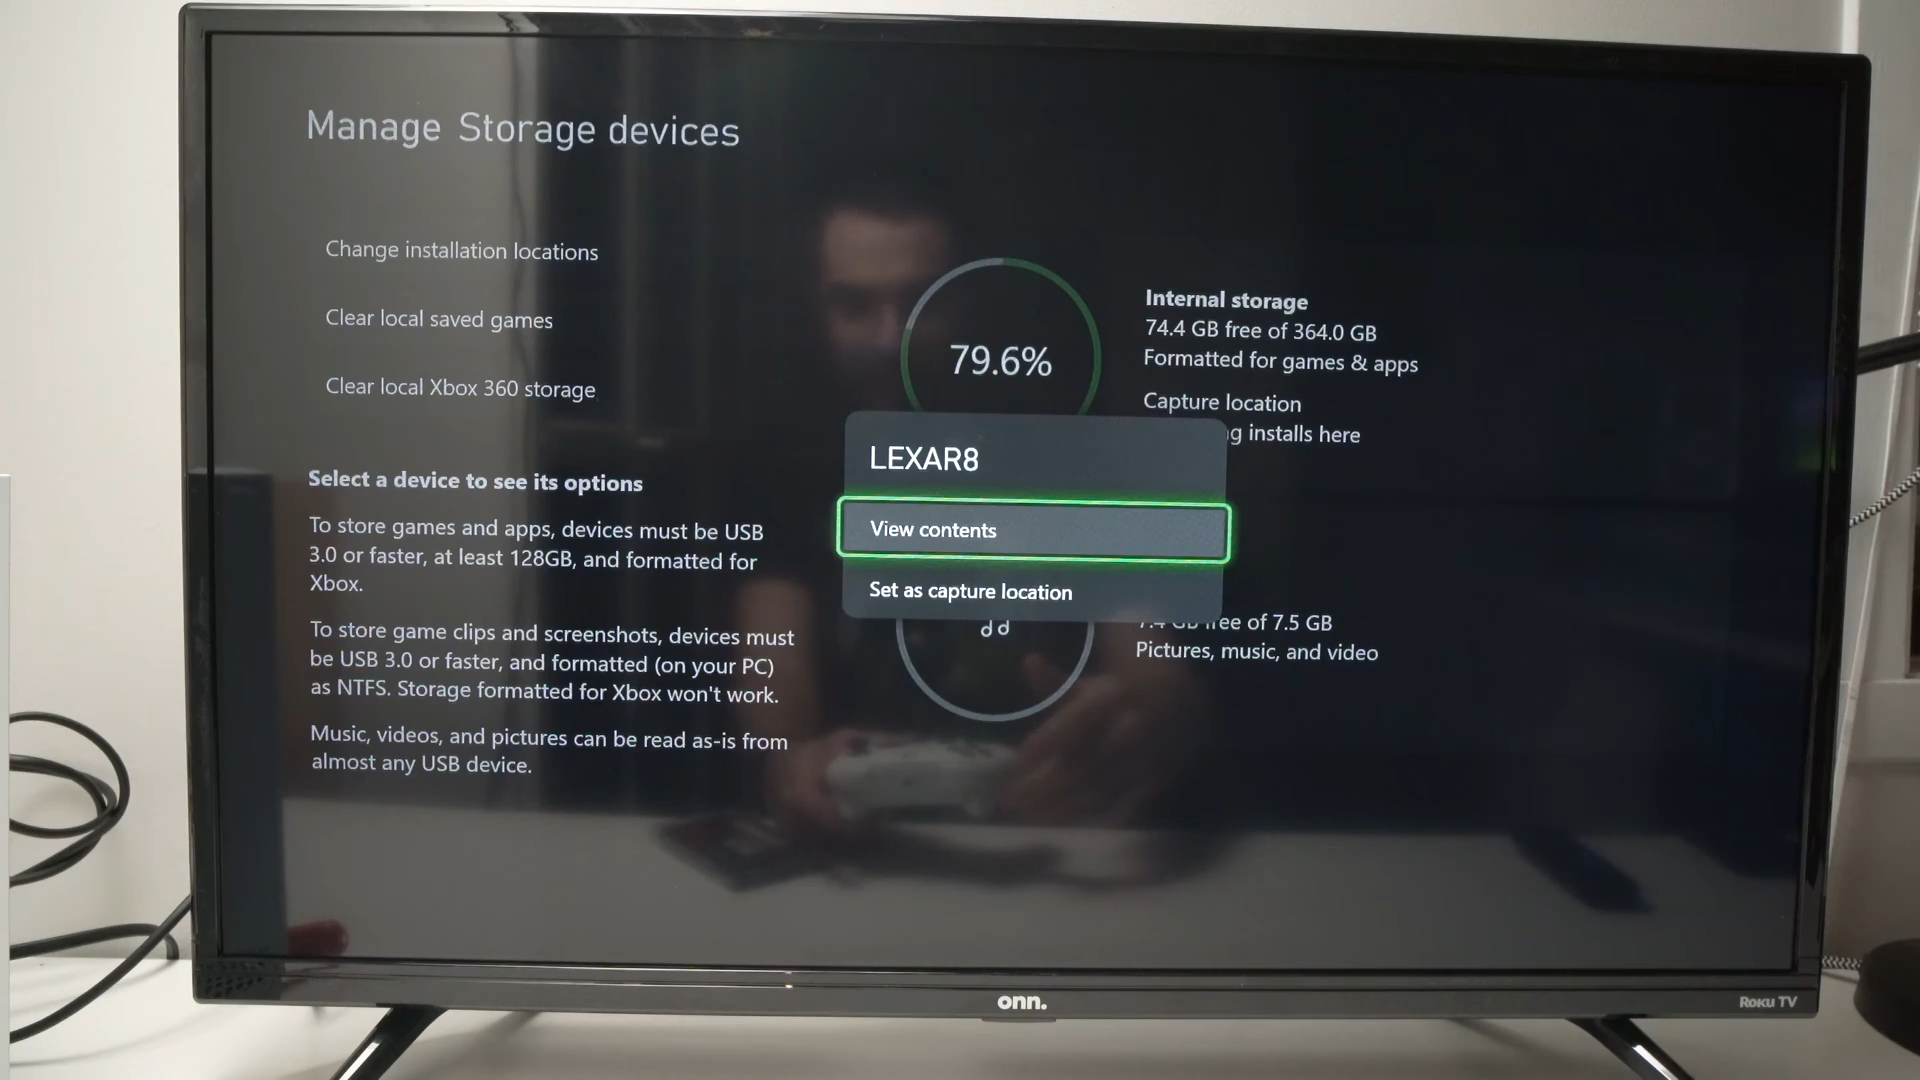 Manage Storage devices
Change installation locations
Clear local saved games
Clear local Xbox 360 storage
Select a device to see its options
To store games and apps, devices must be USB
3.0 or faster, at least 128GB, and formatted for
Xbox.
To store game clips and screenshots, devices must
be USB 3.0 or faster, and formatted (on your PC)
as NTFS. Storage formatted for Xbox won't work.
Music, videos, and pictures can be read as-is from
almost any USB device.
79.6%
Internal storage
74.4 GB free of 364.0 GB
Formatted for games & apps
Capture location
installs here
LEXAR8
View contents
Set as capture location
7.4 GB free of 7.5 GB
Pictures, music, and video
onn.
Roku TV